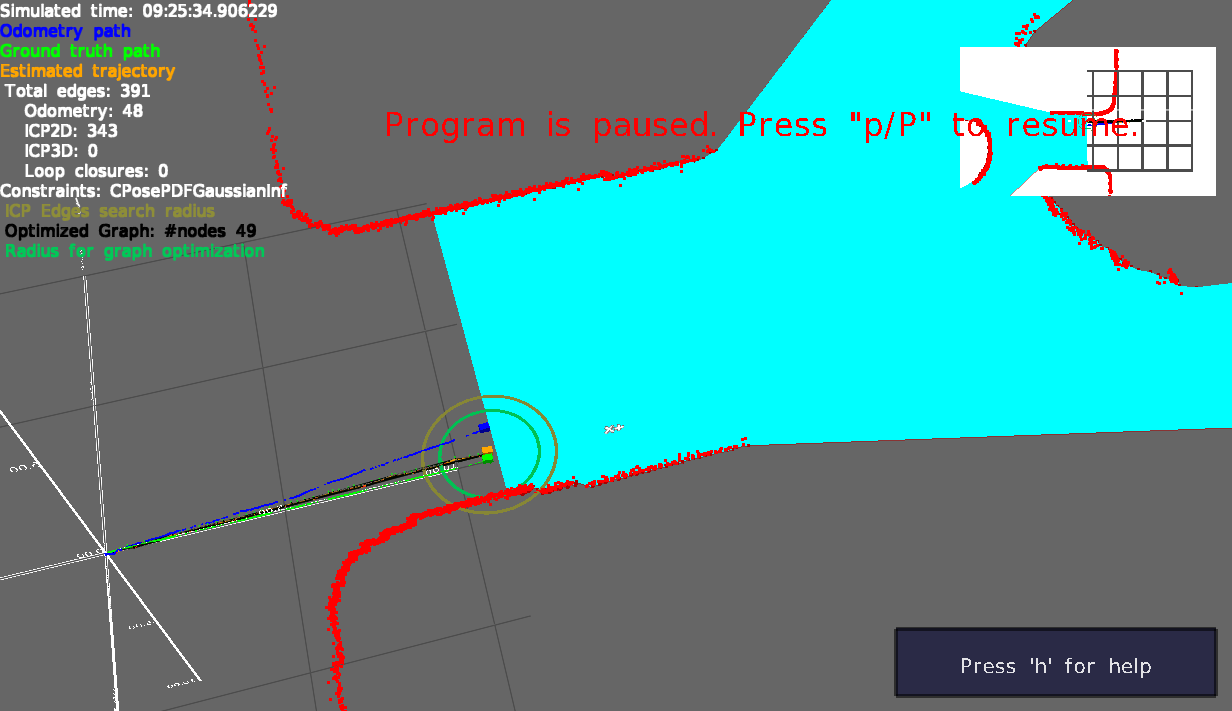 Simulated time: 09:25:34.906229
Odometry path
Ground truth path
Estimated trajectory
Total edges: 391
Odometry: 48
ICP2D: 343
ICP3D: 0
Loop closures: 0
Constraints: CPosePDFGaussianInf
ICP Edges search radius
Optimized Graph: #nodes 49
Radius for graph optimization
Program is paused. Press "p/P" to resume.
Press 'h' for help